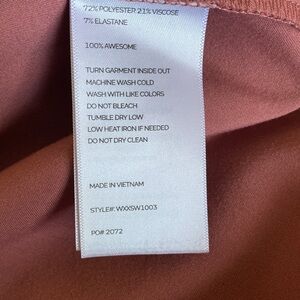 72% POLYESTER 21% VISCOSE
7% ELASTANE
100% AWESOME
TURN GARMENT INSIDE OUT
MACHINE WASH COLD
WASH WITH LIKE COLORS
DO NOT BLEACH
TUMBLE DRY LOW
LOW HEAT IRON IF NEEDED
DO NOT DRY CLEAN
MADE IN VIETNAM
STYLE#: WXXSW1003
PO# 2072